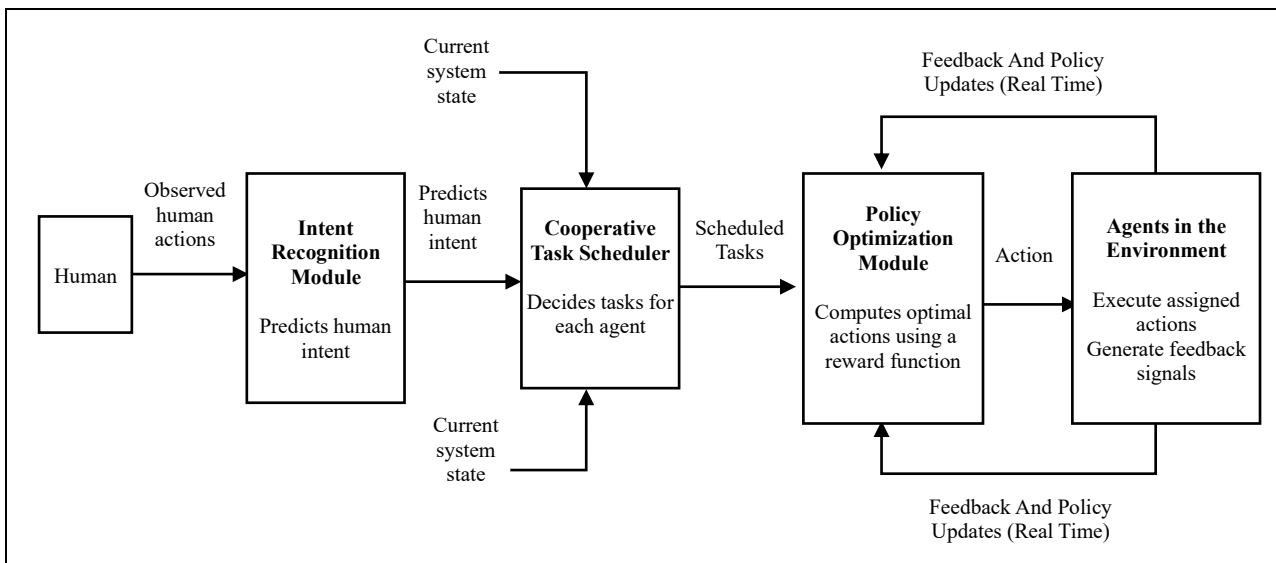 Current
system
state
Feedback And Policy
Updates (Real Time)
Observed
human
actions
Predicts
human
intent
Scheduled
Tasks
Action
Human
Intent
Recognition
Module
Predicts human
intent
Cooperative
Task Scheduler
Decides tasks for
each agent
Policy
Optimization
Module
Computes optimal
actions using a
reward function
Agents in the
Environment
Execute assigned
actions
Generate feedback
signals
Current
system
state
Feedback And Policy
Updates (Real Time)